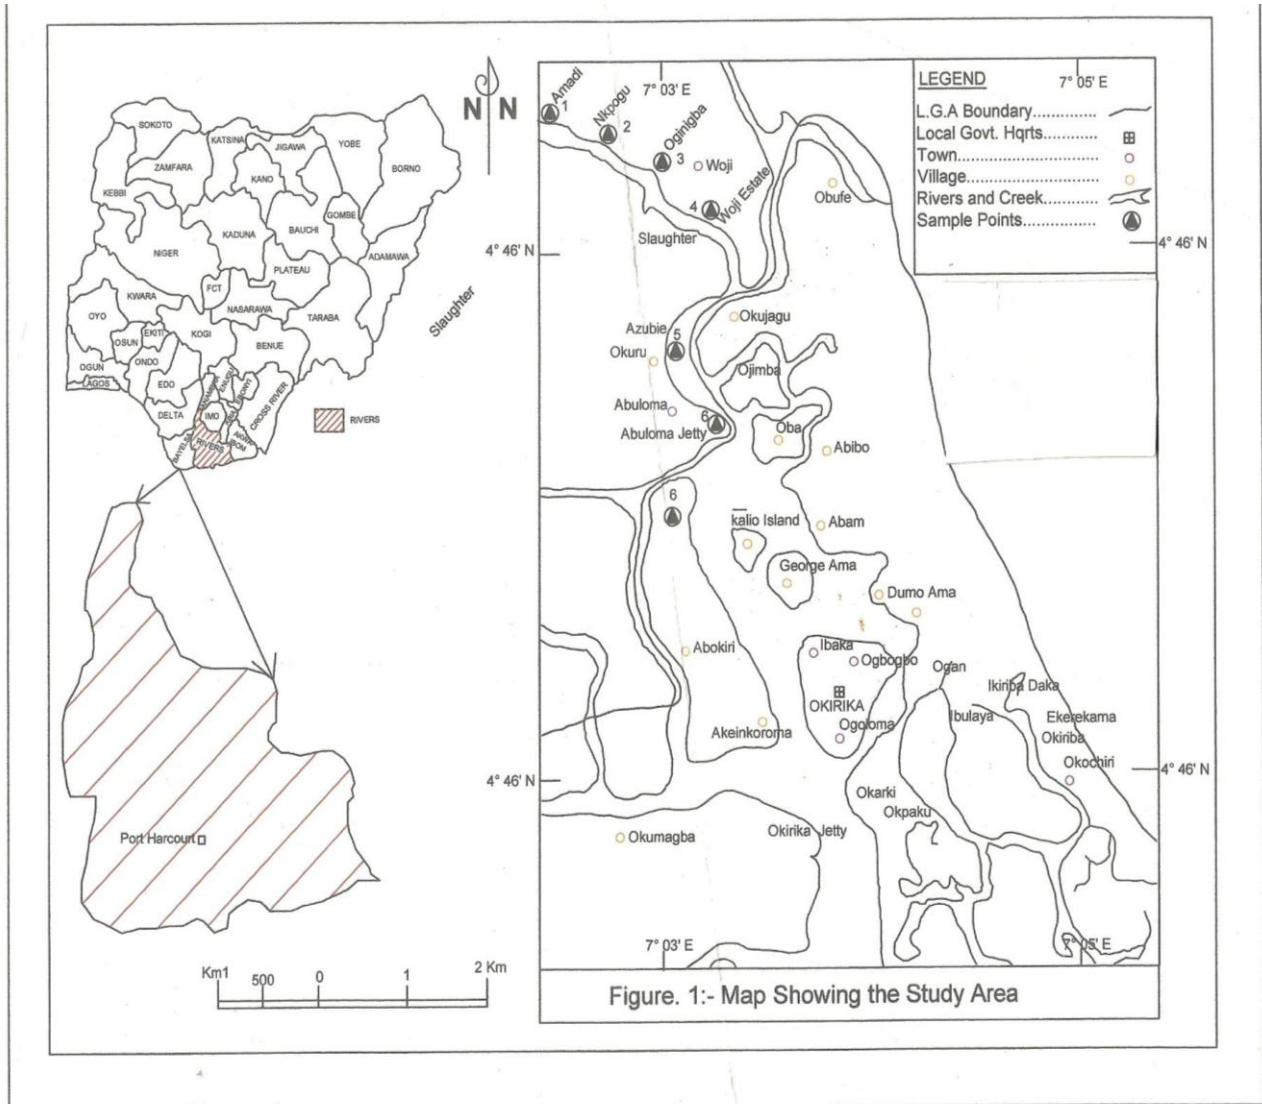 N N
SOKOTO
KATSINA
JIGAWA
YOBE
BORNO
ZAMFARA
KANO
KEBBI
GOMBE
BAUCHI
KADUNA
NIGER
ADAMAWA
PLATEAU
FCT
KWARA
NASARAWA
TARABA
OYO
KOGI
EKITI
OSUN
BENUE
ONDO
OGUN
LAGOS
EDO
ENUGU
EBONYI
CROSS RIVER
DELTA
IMO
RIVERS
BAYELSA
AKWA IBOM
RIVERS
Slaughter
Port Harcourt
Km1 500 0 1 2 Km
7° 03' E
7° 05' E
LEGEND
L.G.A Boundary..............
Local Govt. Hqrts...........
Town..................................
Village................................
Rivers and Creek............
Sample Points................
Amadi
1
Nkpogu
2
Oginigba
3
Woji
4
Woji Estate
Obufe
Slaughter
4° 46' N
4° 46' N
Okujagu
Azubie
5
Okuru
Ojimba
Abuloma
6
Abuloma Jetty
Oba
Abibo
6
kalio Island
Abam
George Ama
Dumo Ama
Ibaka
Abokiri
Ogbogbo
Ogan
Ikiriba Daka
OKIRIKA
Ibulaya
Ekerekama
Ogoloma
Okiriba
Akeinkoroma
Okochiri
4° 46' N
4° 46' N
Okarki
Okpaku
Okirika Jetty
Okumagba
7° 03' E
7° 05' E
Figure. 1:- Map Showing the Study Area